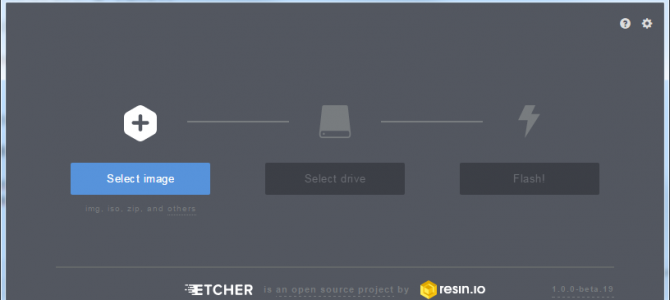 Select image
Select drive
Flash!
img, iso, zip, and others
ETCHER is an open source project by resin.io
1.0.0-beta.19